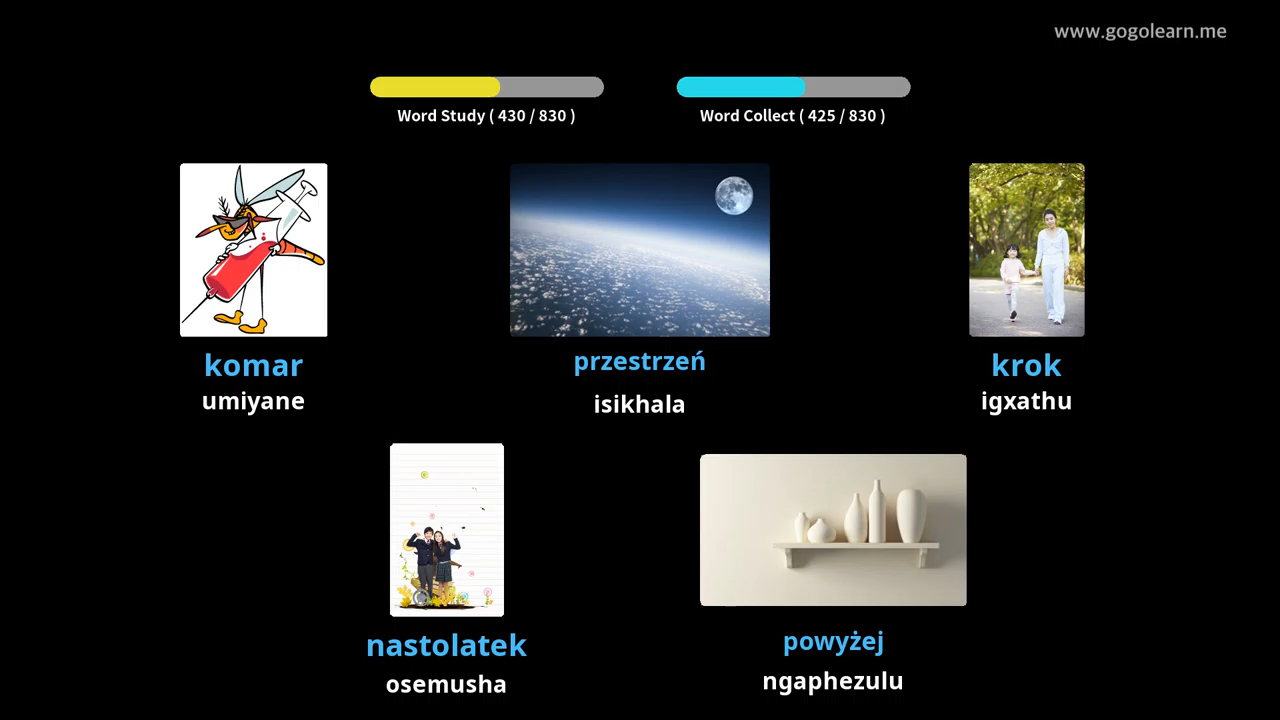 www.gogolearn.me
Word Study ( 430 / 830 )
Word Collect ( 425 / 830 )
komar
umiyane
przestrzeń
isikhala
krok
igxathu
nastolatek
osemusha
powyżej
ngaphezulu